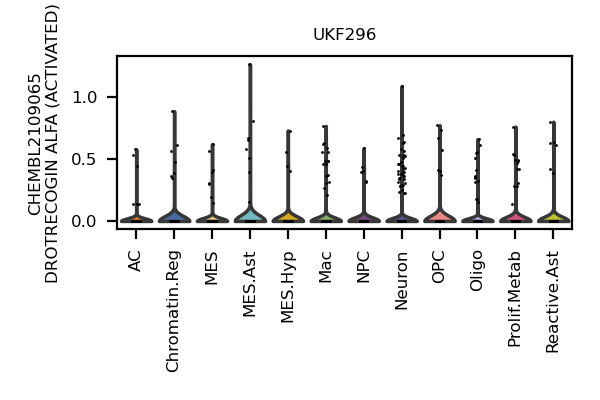 UKF296
CHEMBL2109065
DROTRECOGIN ALFA (ACTIVATED)
1.0
0.5
0.0
AC
Chromatin.Reg
MES
MES.Ast
MES.Hyp
Mac
NPC
Neuron
OPC
Oligo
Prolif.Metab
Reactive.Ast